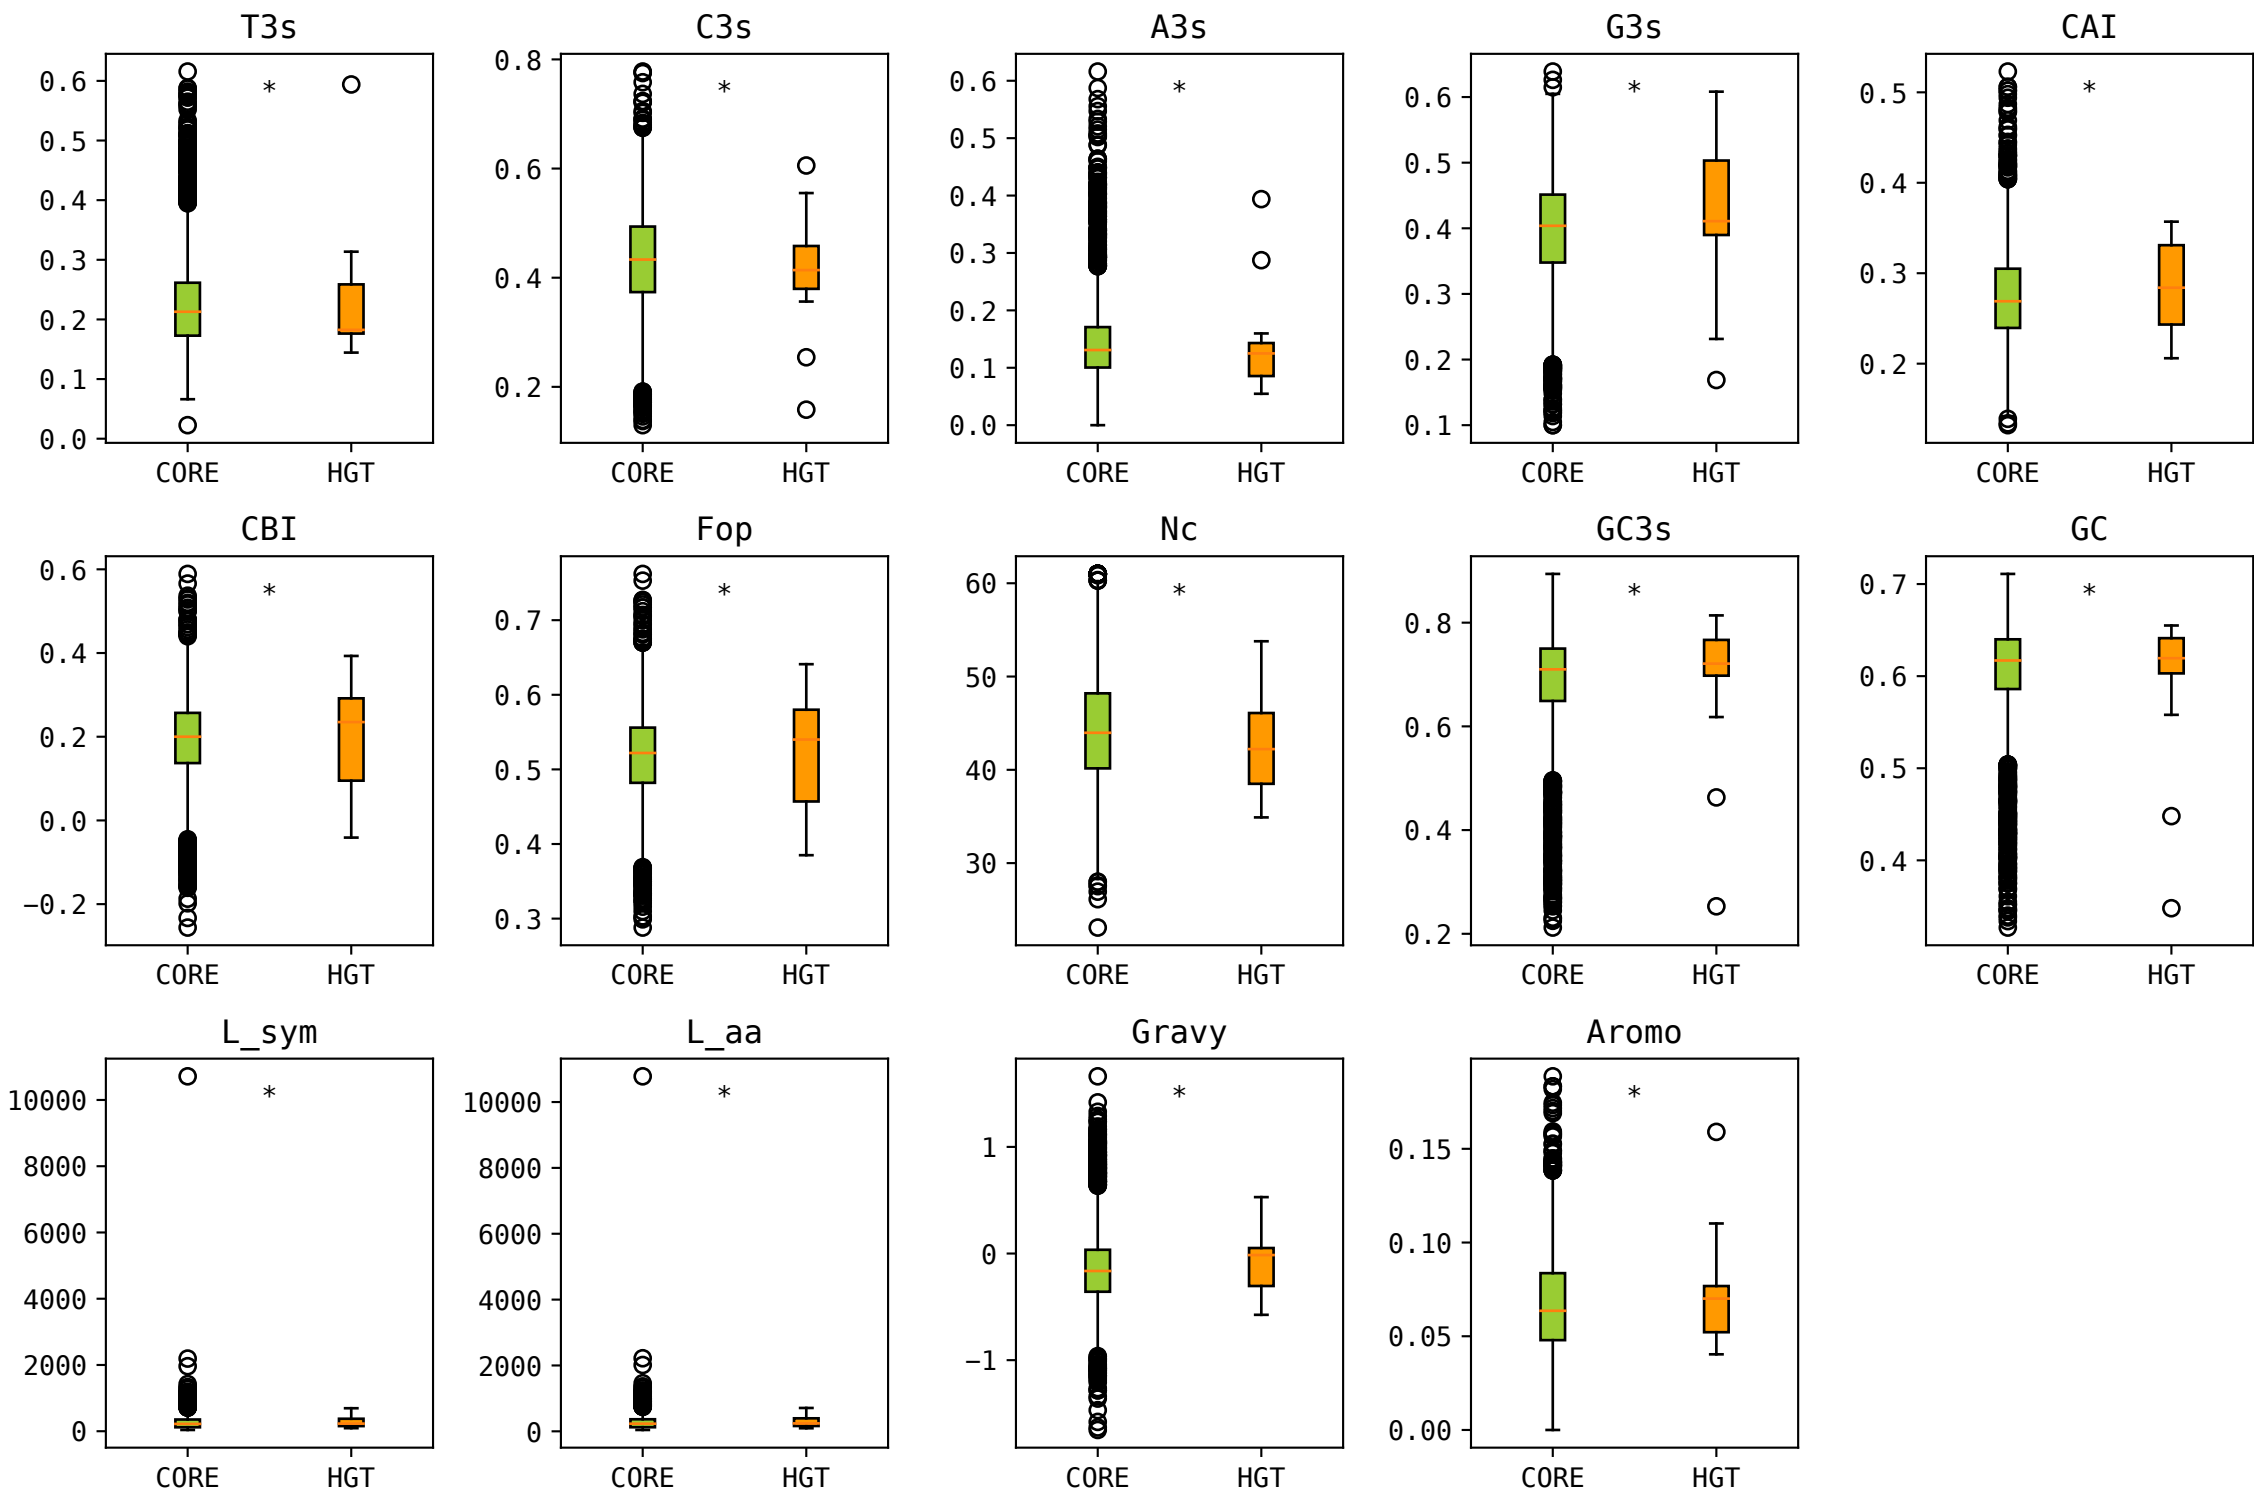 T3s C3s A3s G3s CAI
0.6 0.5 0.4 0.3 0.2 0.1 0.0
0.8 0.6 0.4 0.2
0.6 0.5 0.4 0.3 0.2 0.1 0.0
0.6 0.5 0.4 0.3 0.2 0.1
0.5 0.4 0.3 0.2
* * * * *
CORE HGT CORE HGT CORE HGT CORE HGT CORE HGT
CBI Fop Nc GC3s GC
0.6 0.4 0.2 0.0 −0.2
0.7 0.6 0.5 0.4 0.3
60 50 40 30
0.8 0.6 0.4 0.2
0.7 0.6 0.5 0.4
* * * * *
CORE HGT CORE HGT CORE HGT CORE HGT CORE HGT
L_sym L_aa Gravy Aromo
10000 8000 6000 4000 2000 0
10000 8000 6000 4000 2000 0
1 0 −1
0.15 0.10 0.05 0.00
* * * *
CORE HGT CORE HGT CORE HGT CORE HGT